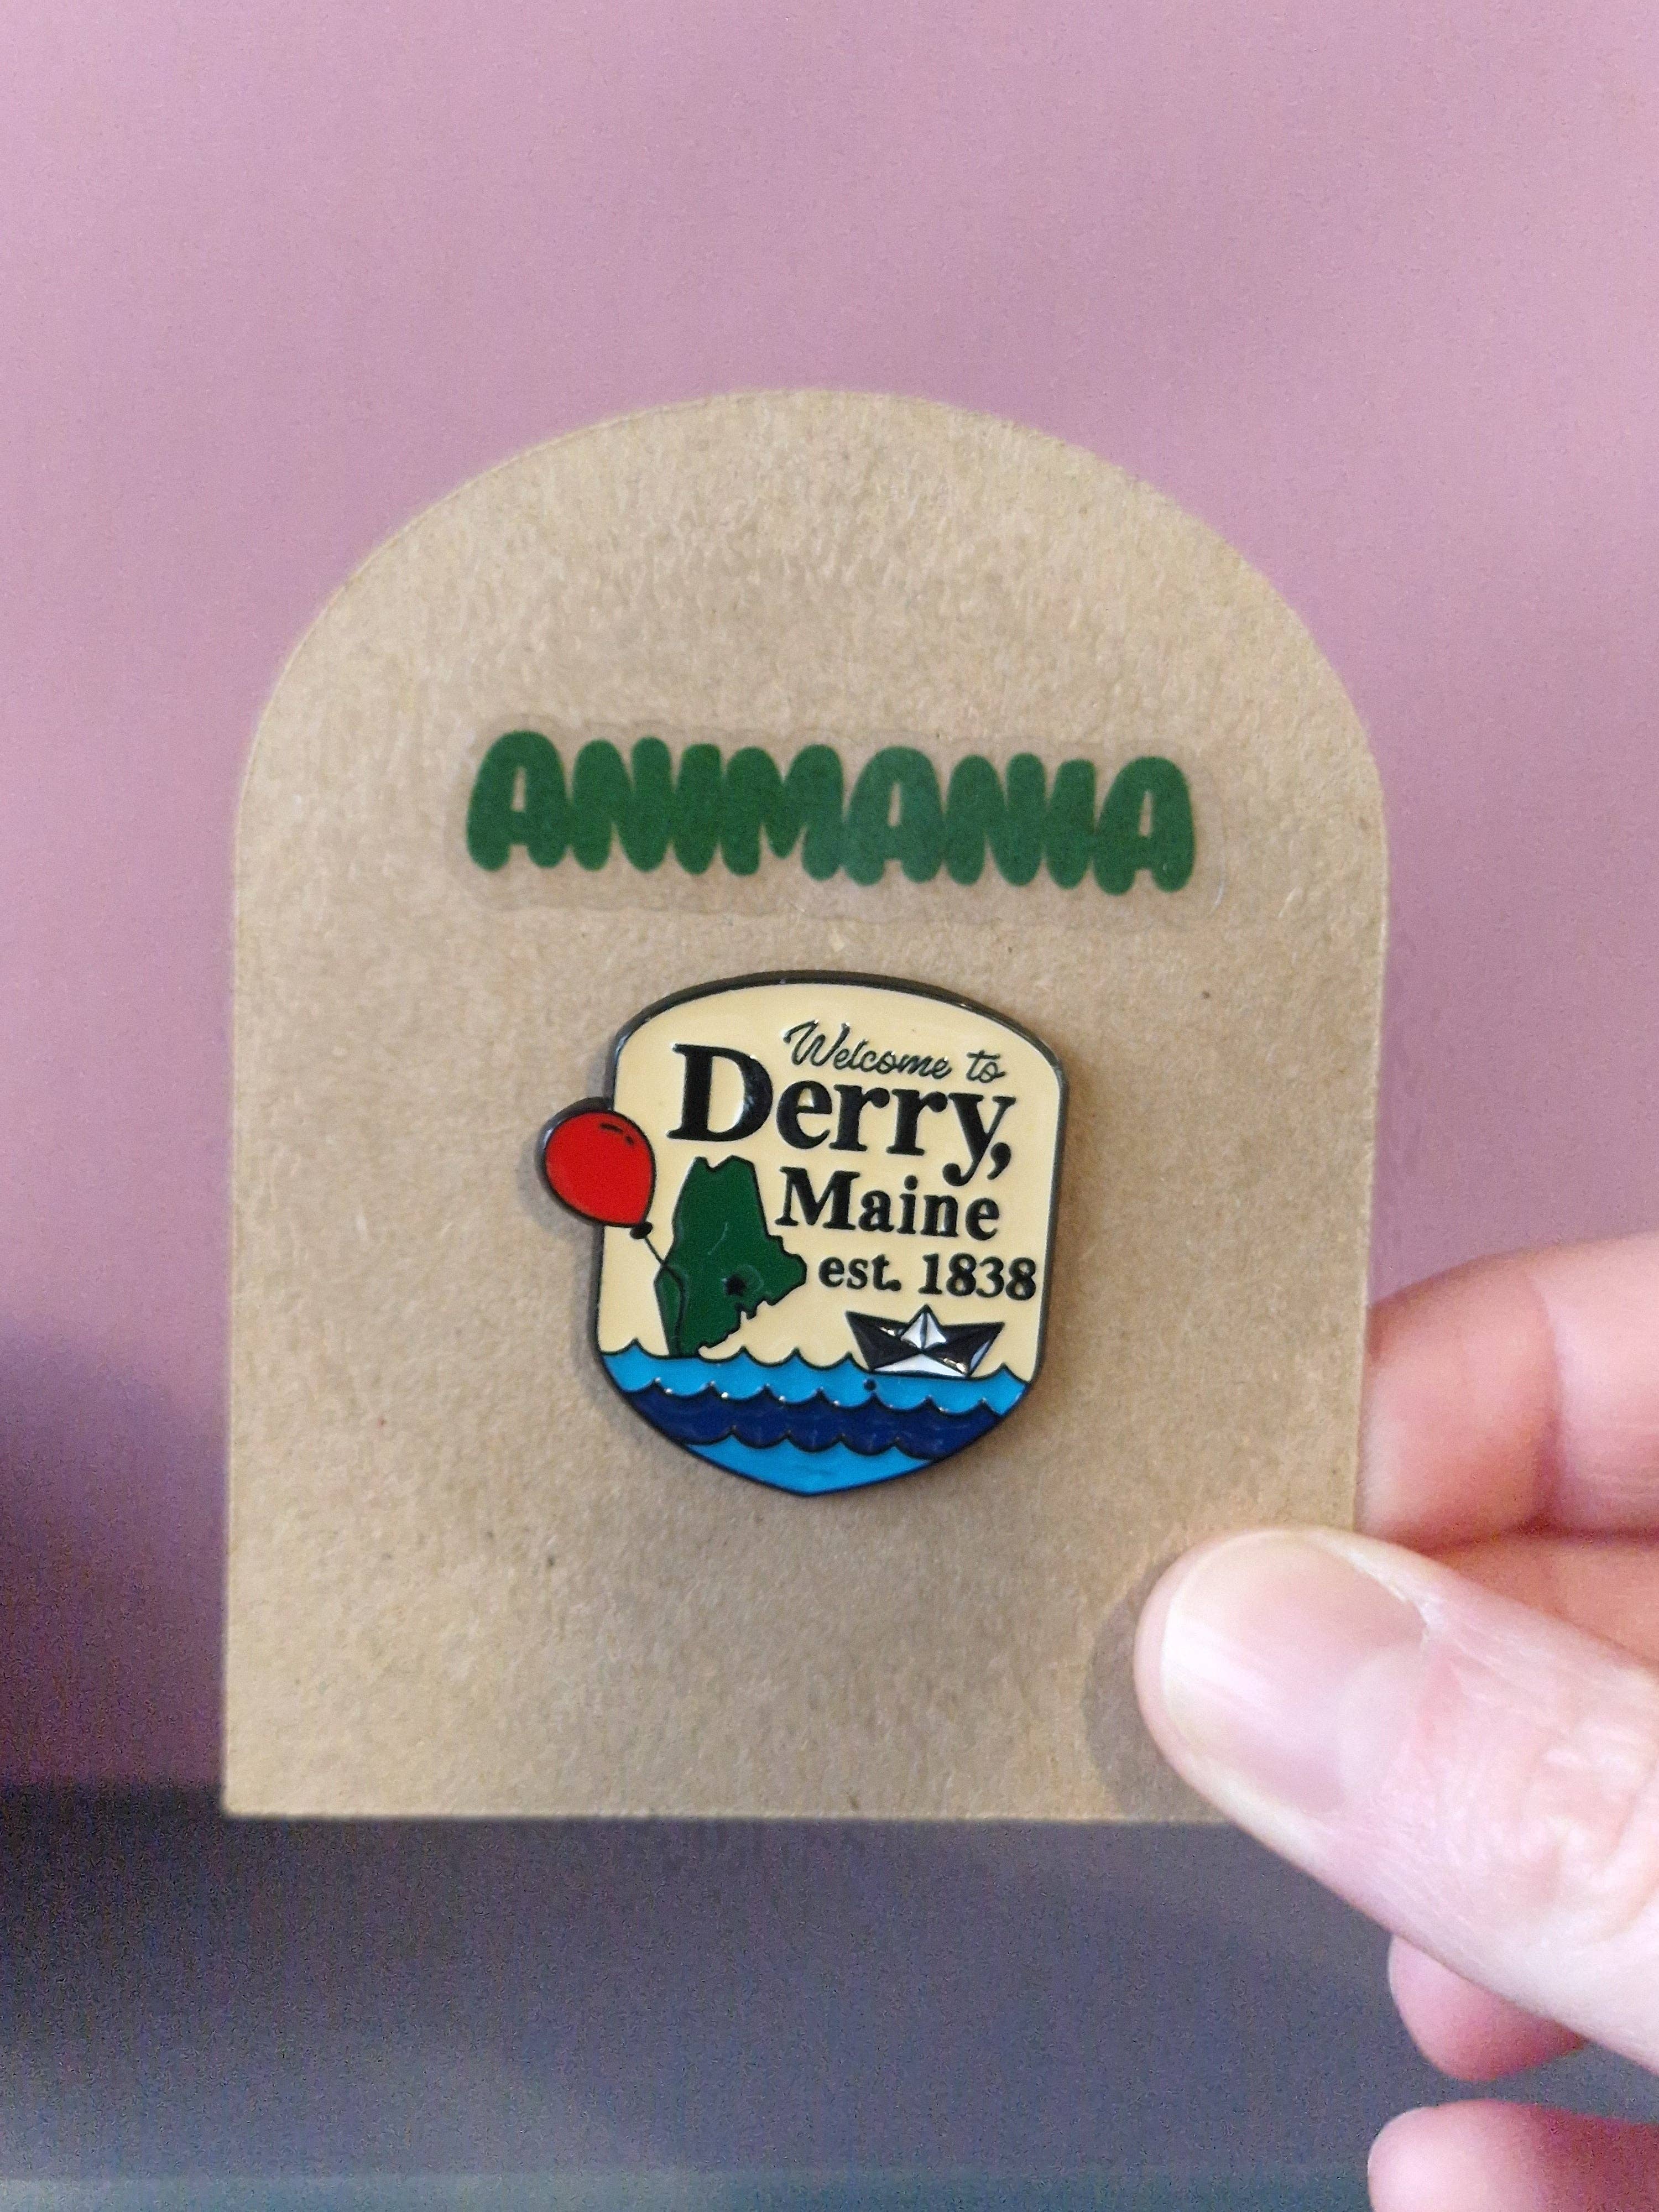 ANIMANIA
Welcome to
Derry,
Maine
est. 1838